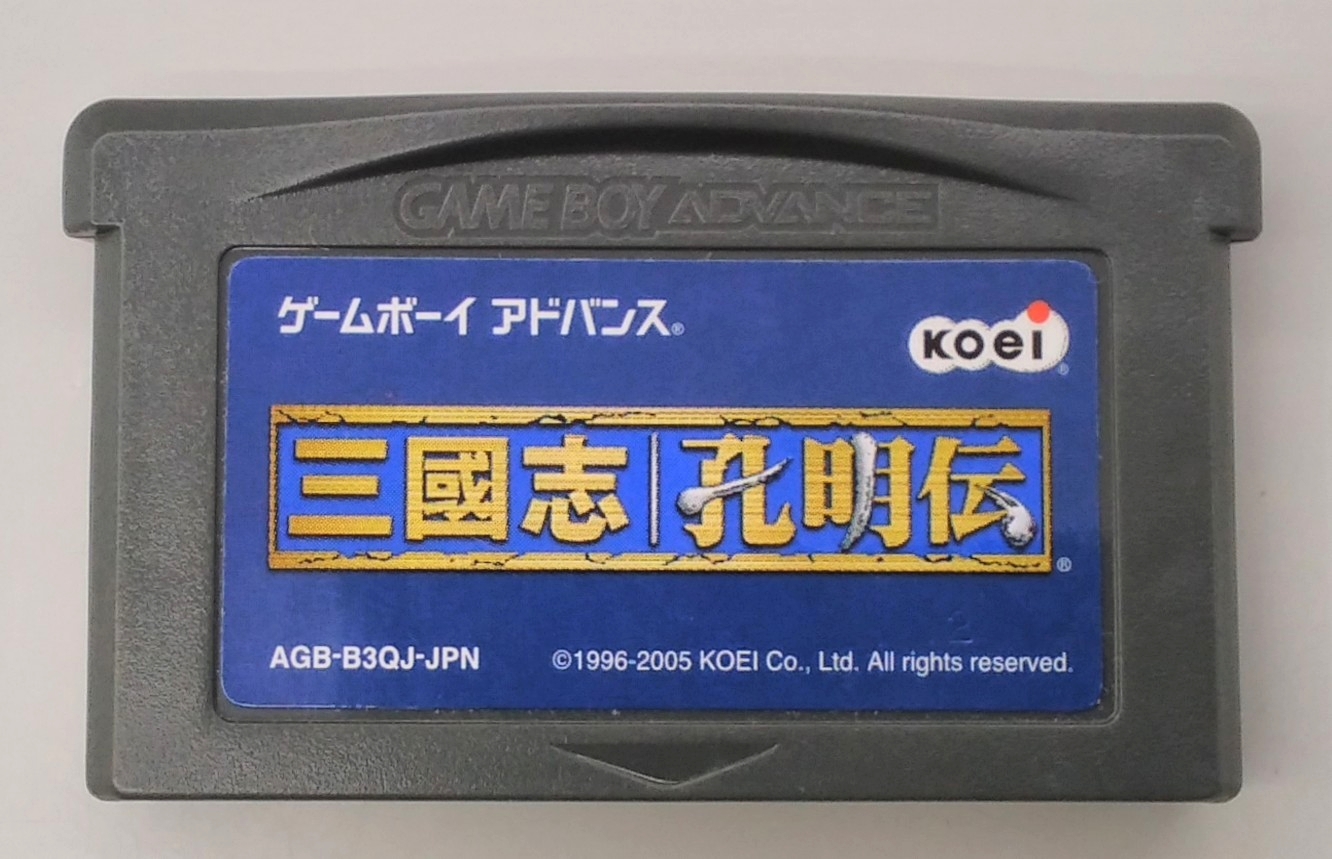 GAME BOY ADVANCE
ゲームボーイ アドバンス®
KOEI®
三國志 孔明伝®
AGB-B3QJ-JPN ©1996-2005 KOEI Co., Ltd. All rights reserved.